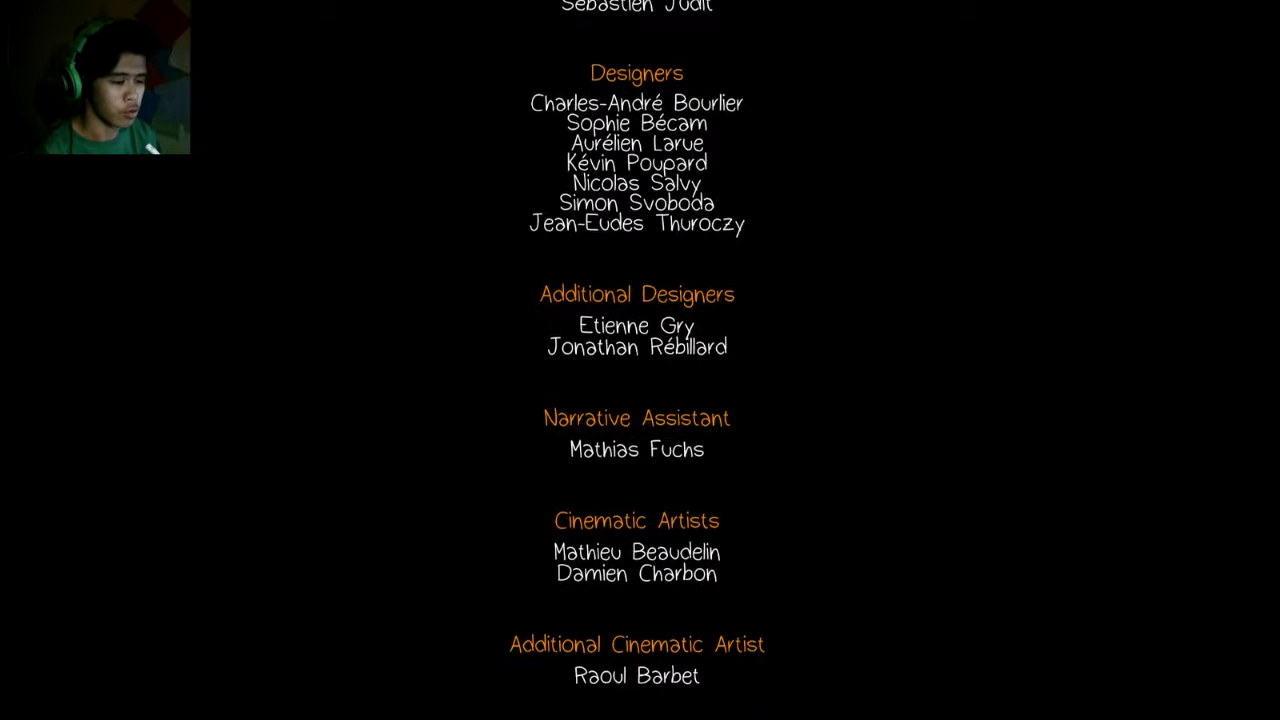 Sébastien Judit
Designers
Charles-André Bourlier
Sophie Bécam
Aurélien Larue
Kévin Poupard
Nicolas Salvy
Simon Svoboda
Jean-Eudes Thuroczy
Additional Designers
Etienne Gry
Jonathan Rébillard
Narrative Assistant
Mathias Fuchs
Cinematic Artists
Mathieu Beaudelin
Damien Charbon
Additional Cinematic Artist
Raoul Barbet